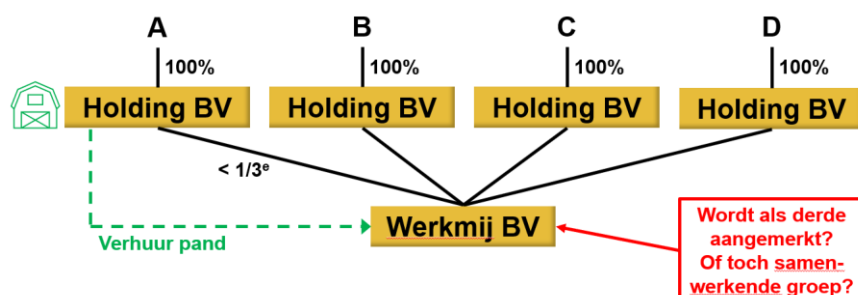 A B C D
100% 100% 100% 100%
Holding BV Holding BV Holding BV Holding BV
< 1/3e
Werkmij BV
Verhuur pand
Wordt als derde
aangemerkt?
Of toch samen-
werkende groep?